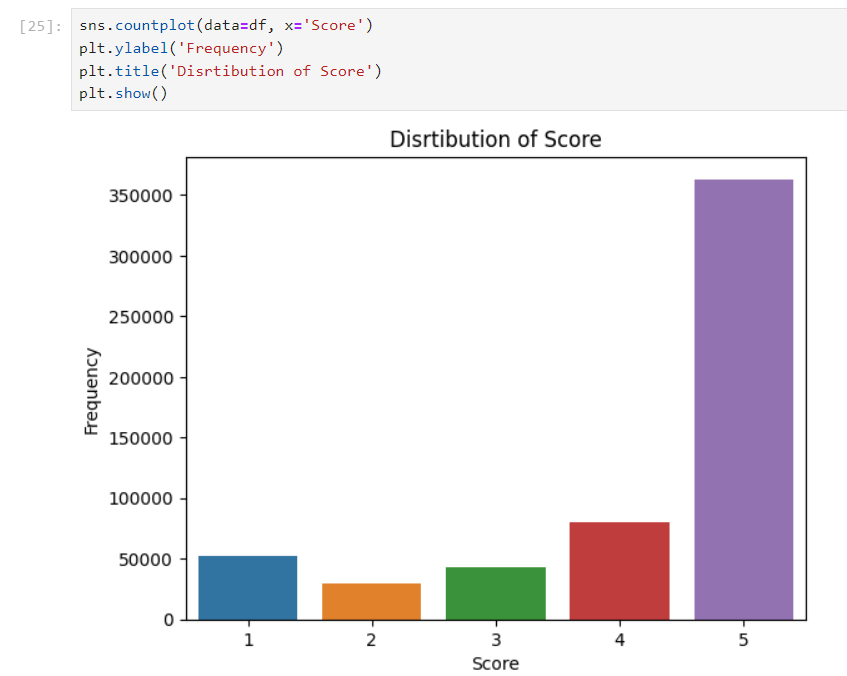 [25]: sns.countplot(data=df, x='Score')
plt.ylabel('Frequency')
plt.title('Disrtibution of Score')
plt.show()
Disrtibution of Score
350000
300000
250000
200000
150000
100000
50000
0
Frequency
1 2 3 4 5
Score